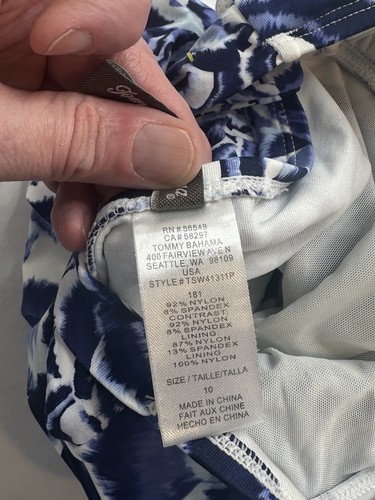 RN# 56549
CA# 58297
TOMMY BAHAMA
400 FAIRVIEW AVE N
SEATTLE, WA 98109
USA
STYLE #TSW41311P
181
92% NYLON
8% SPANDEX
CONTRAST:
92% NYLON
8% SPANDEX
LINING:
87% NYLON
13% SPANDEX
LINING:
100% NYLON
SIZE / TAILLE/TALLA
10
MADE IN CHINA
FAIT AUX CHINE
HECHO EN CHINA